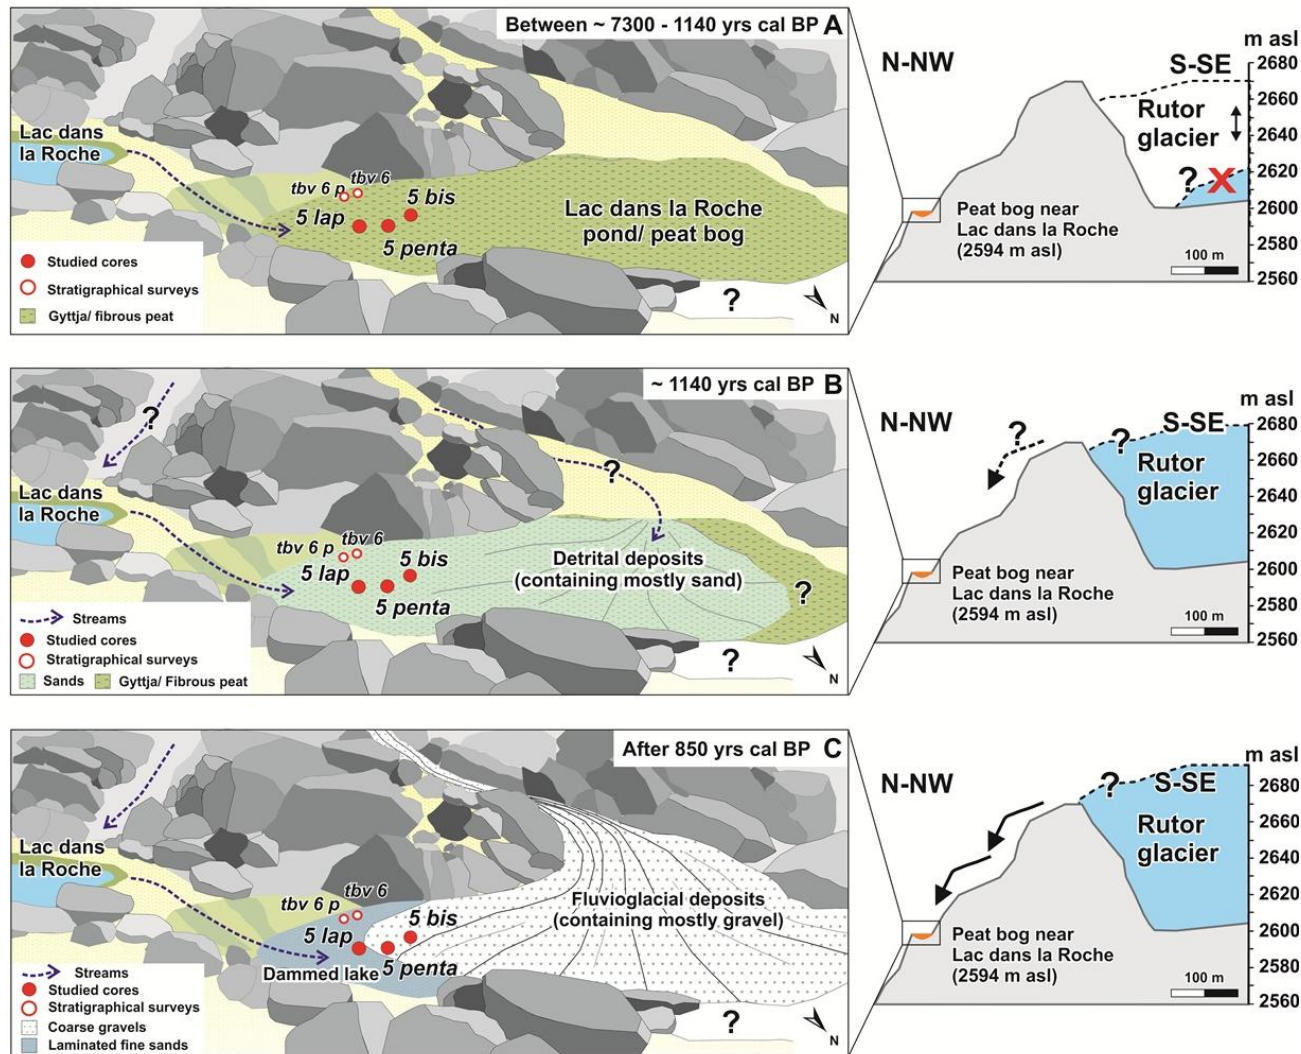 Between ~ 7300 - 1140 yrs cal BP A
Lac dans
la Roche
tbv 6 p
tbv 6
5 bis
5 lap
5 penta
Lac dans la Roche
pond/ peat bog
Studied cores
Stratigraphical surveys
Gyttja/ fibrous peat
?
N
N-NW
S-SE
m asl
Rutor
glacier
?
X
Peat bog near
Lac dans la Roche
(2594 m asl)
100 m
2680
2660
2640
2620
2600
2580
2560
~ 1140 yrs cal BP B
?
Lac dans
la Roche
?
tbv 6 p
tbv 6
5 bis
5 lap
5 penta
Detrital deposits
(containing mostly sand)
?
Streams
Studied cores
Stratigraphical surveys
Sands
Gyttja/ Fibrous peat
?
N
N-NW
?
?
S-SE
m asl
Rutor
glacier
Peat bog near
Lac dans la Roche
(2594 m asl)
100 m
2680
2660
2640
2620
2600
2580
2560
After 850 yrs cal BP C
Lac dans
la Roche
tbv 6 p
tbv 6
5 bis
5 lap
5 penta
Dammed lake
Fluvioglacial deposits
(containing mostly gravel)
Streams
Studied cores
Stratigraphical surveys
Coarse gravels
Laminated fine sands
?
N
N-NW
?
S-SE
m asl
Rutor
glacier
Peat bog near
Lac dans la Roche
(2594 m asl)
100 m
2680
2660
2640
2620
2600
2580
2560